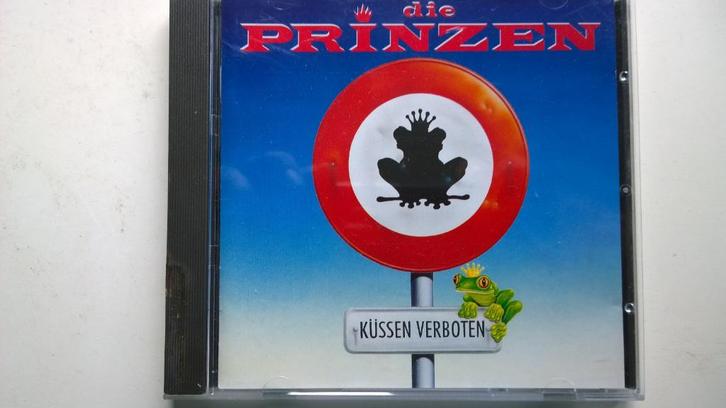 die
PRINZEN
KÜSSEN VERBOTEN